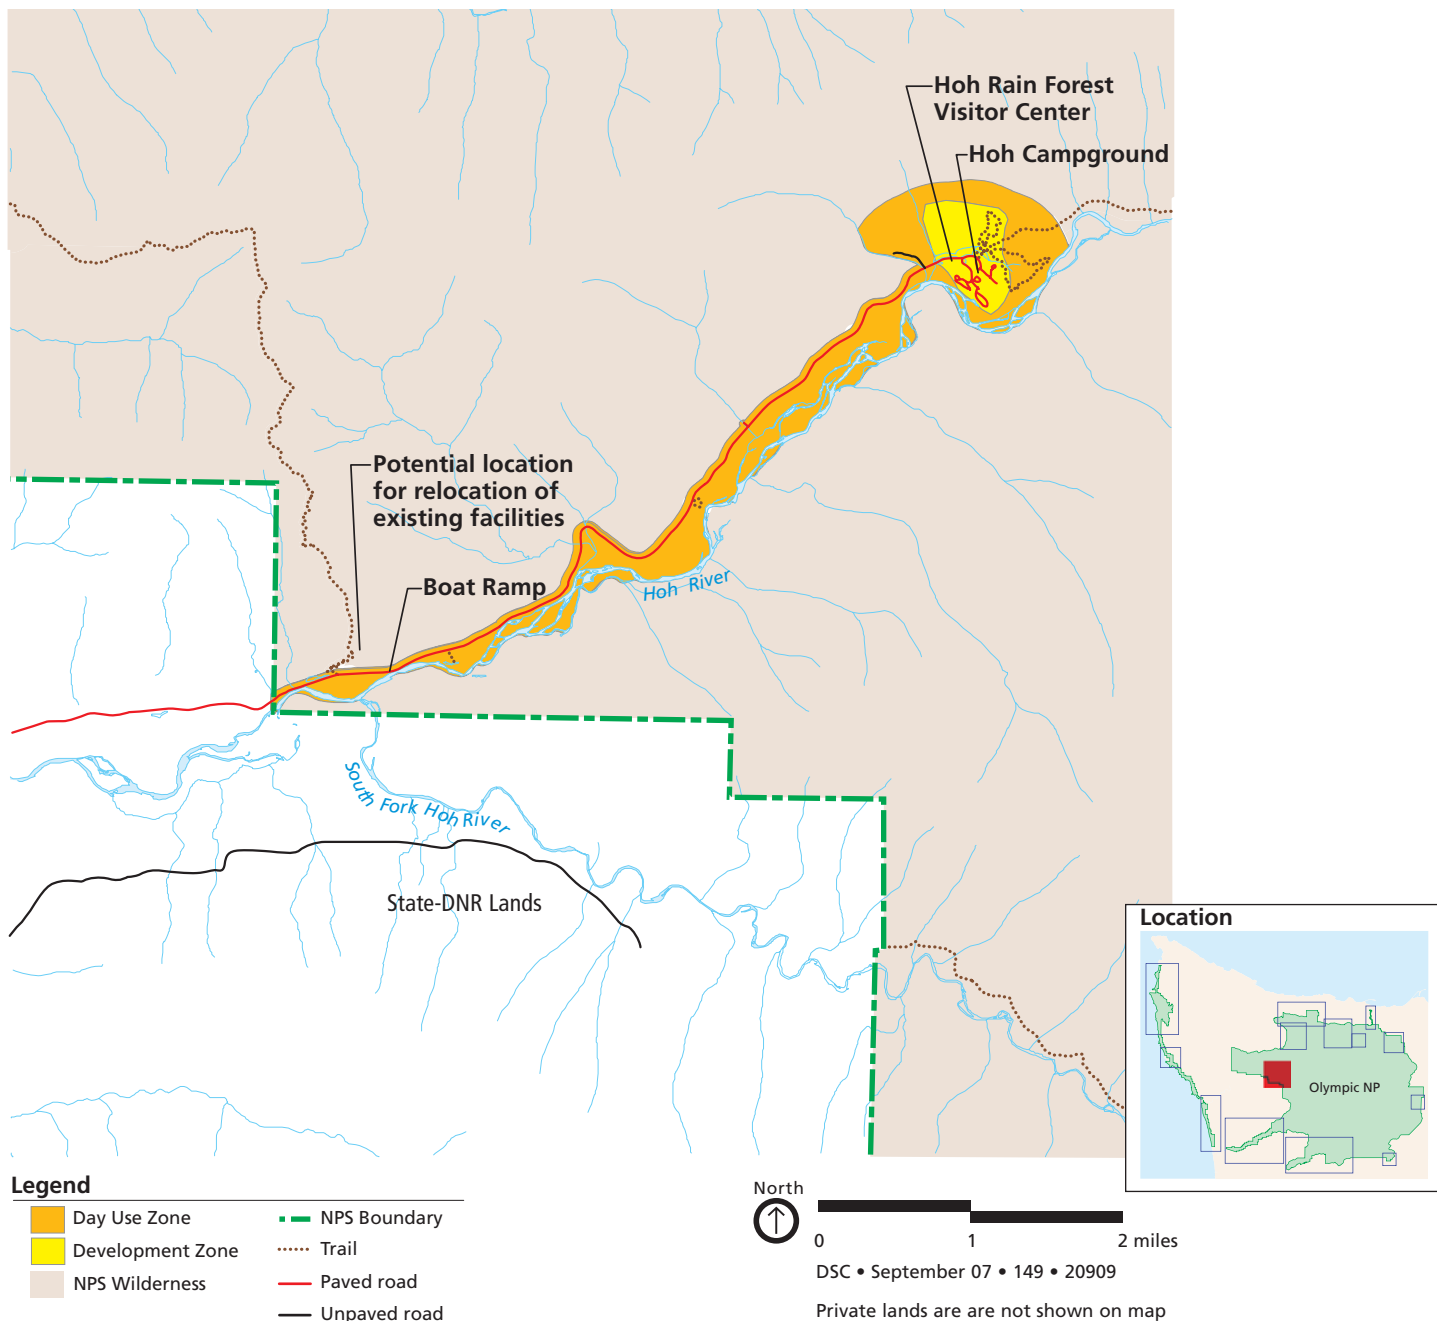 Hoh Rain Forest
Visitor Center
Hoh Campground
Potential location
for relocation of
existing facilities
Boat Ramp
Hoh River
South Fork Hoh River
State-DNR Lands
Location
Olympic NP
Legend
Day Use Zone
Development Zone
NPS Wilderness
NPS Boundary
Trail
Paved road
Unpaved road
North
0 1 2 miles
DSC • September 07 • 149 • 20909
Private lands are are not shown on map